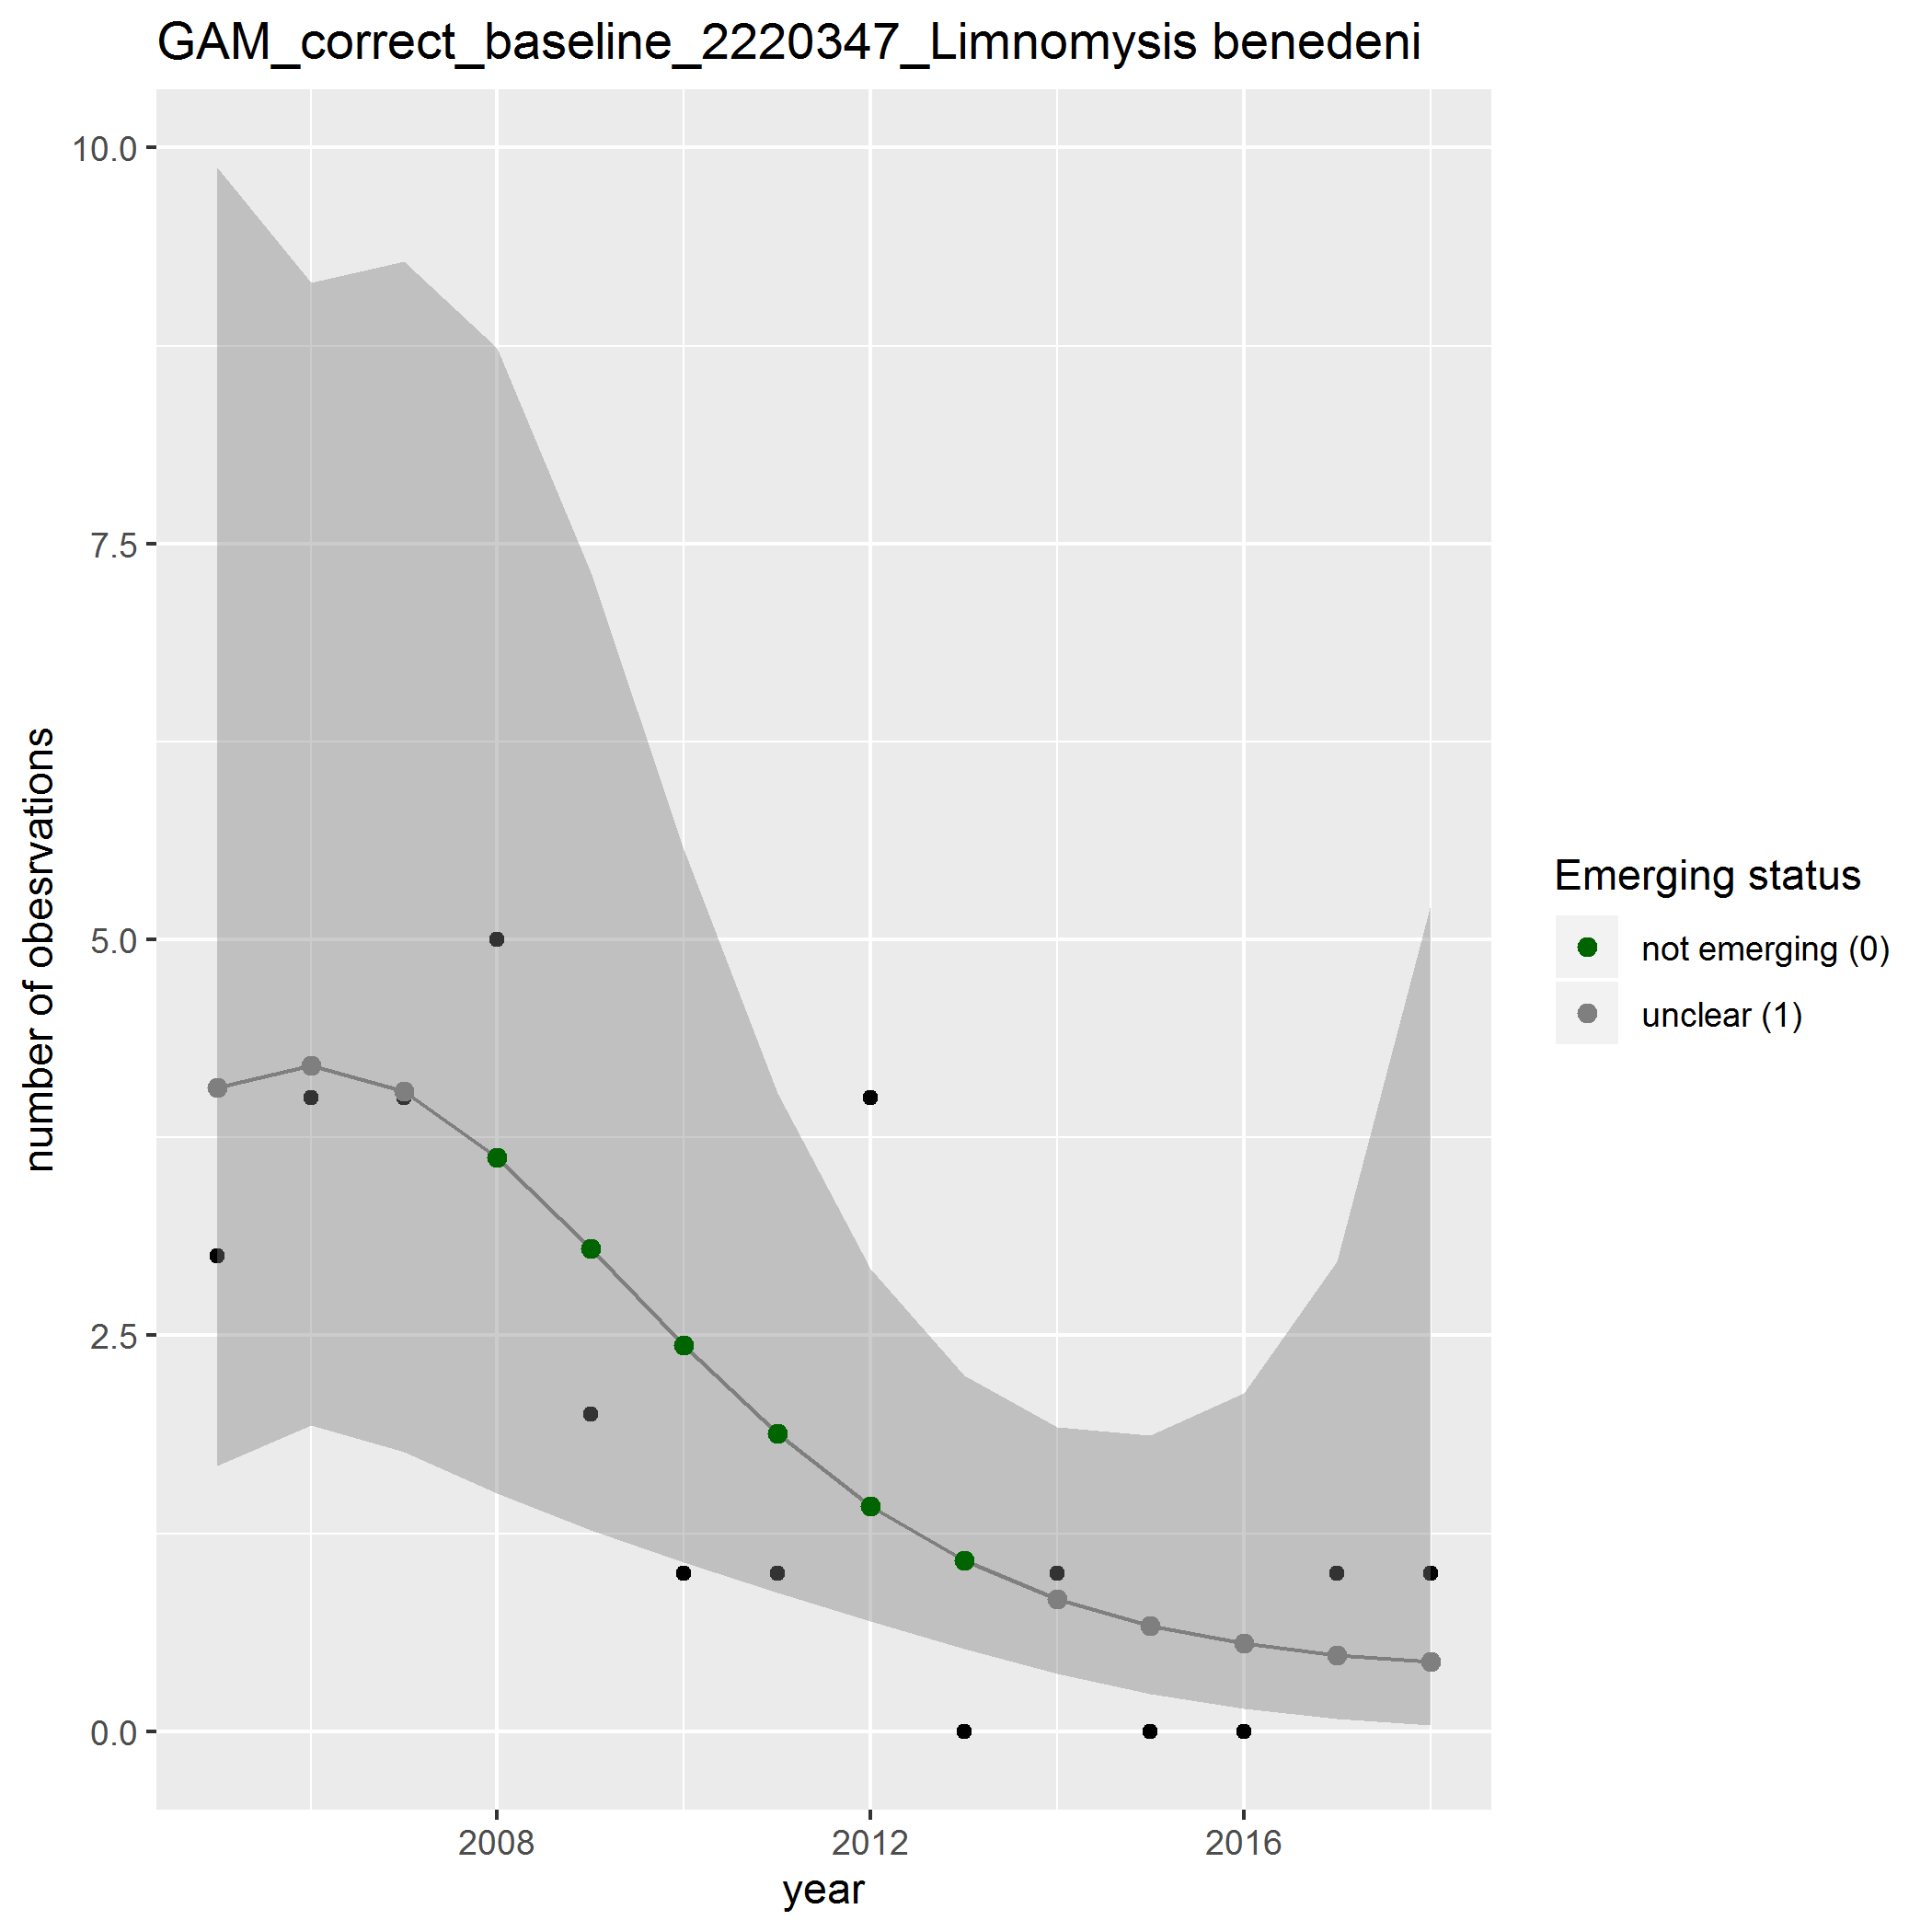 GAM_correct_baseline_2220347_Limnomysis benedeni
10.0
7.5
5.0
2.5
0.0
number of obesrvations
2008
2012
2016
year
Emerging status
not emerging (0)
unclear (1)